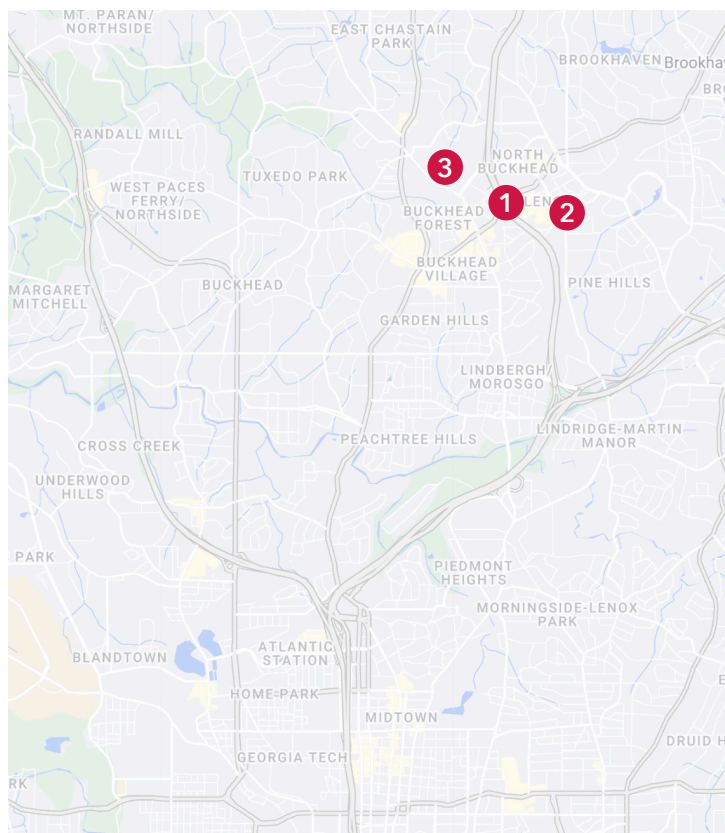 MT. PARAN/
NORTHSIDE
EAST CHASTAIN
PARK
BROOKHAVEN
Brookha
BRO
RANDALL MILL
NORTH
BUCKHEAD
3
WEST PACES
FERRY/
NORTHSIDE
TUXEDO PARK
1
LENO
2
BUCKHEAD
FOREST
BUCKHEAD
VILLAGE
MARGARET
MITCHELL
BUCKHEAD
PINE HILLS
GARDEN HILLS
LINDBERGH/
MOROSGO
CROSS CREEK
PEACHTREE HILLS
LINDRIDGE-MARTIN
MANOR
UNDERWOOD
HILLS
PARK
PIEDMONT
HEIGHTS
MORNINGSIDE-LENOX
PARK
BLANDTOWN
ATLANTIC
STATION
HOME PARK
MIDTOWN
GEORGIA TECH
DRUID H
RK